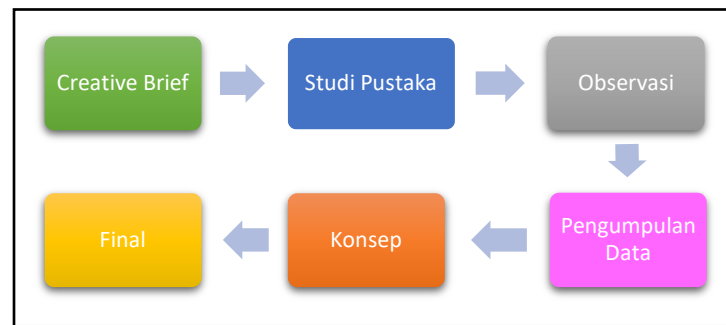 Creative Brief
Studi Pustaka
Observasi
Pengumpulan
Data
Konsep
Final